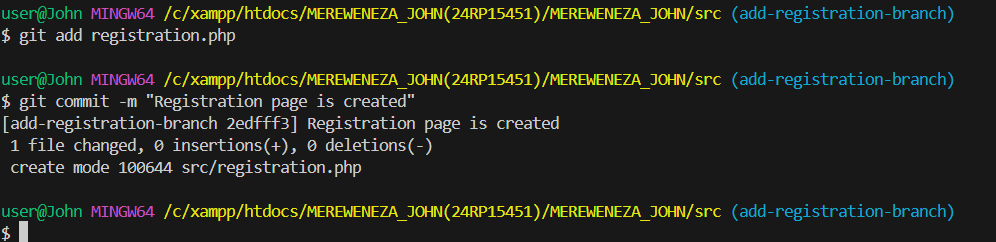 user@John MINGW64 /c/xampp/htdocs/MEREWENEZA_JOHN(24RP15451)/MEREWENEZA_JOHN/src (add-registration-branch)
$ git add registration.php
user@John MINGW64 /c/xampp/htdocs/MEREWENEZA_JOHN(24RP15451)/MEREWENEZA_JOHN/src (add-registration-branch)
$ git commit -m "Registration page is created"
[add-registration-branch 2edfff3] Registration page is created
 1 file changed, 0 insertions(+), 0 deletions(-)
 create mode 100644 src/registration.php
user@John MINGW64 /c/xampp/htdocs/MEREWENEZA_JOHN(24RP15451)/MEREWENEZA_JOHN/src (add-registration-branch)
$